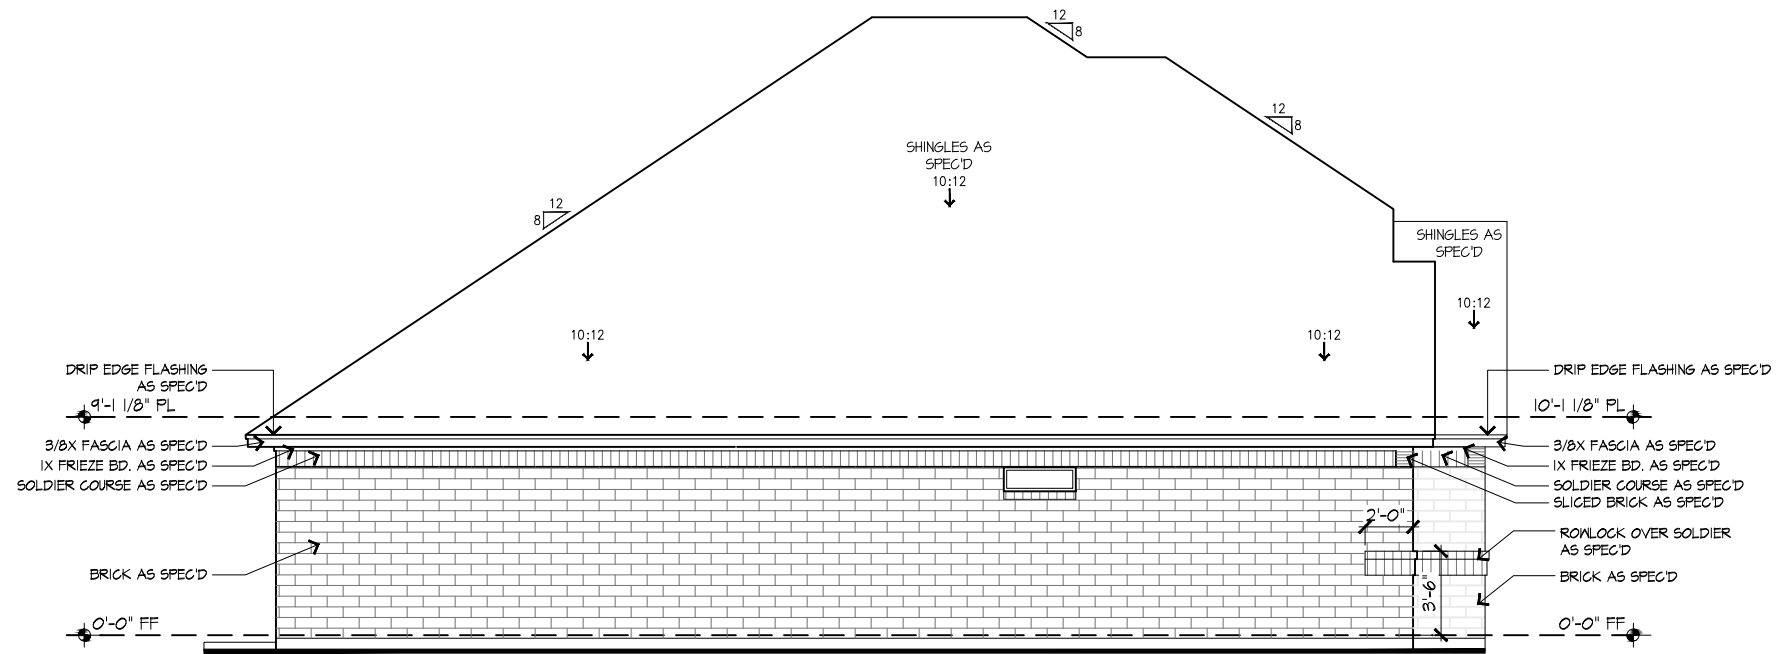 12
8
12
8
SHINGLES AS
SPEC'D
10:12
12
8
SHINGLES AS
SPEC'D
10:12
10:12
10:12
DRIP EDGE FLASHING
AS SPEC'D
DRIP EDGE FLASHING AS SPEC'D
9'-1 1/8" PL
10'-1 1/8" PL
3/8X FASCIA AS SPEC'D
3/8X FASCIA AS SPEC'D
1X FRIEZE BD. AS SPEC'D
1X FRIEZE BD. AS SPEC'D
SOLDIER COURSE AS SPEC'D
SOLDIER COURSE AS SPEC'D
SLICED BRICK AS SPEC'D
2'-0"
ROWLOCK OVER SOLDIER
AS SPEC'D
BRICK AS SPEC'D
BRICK AS SPEC'D
3'-6"
0'-0" FF
0'-0" FF